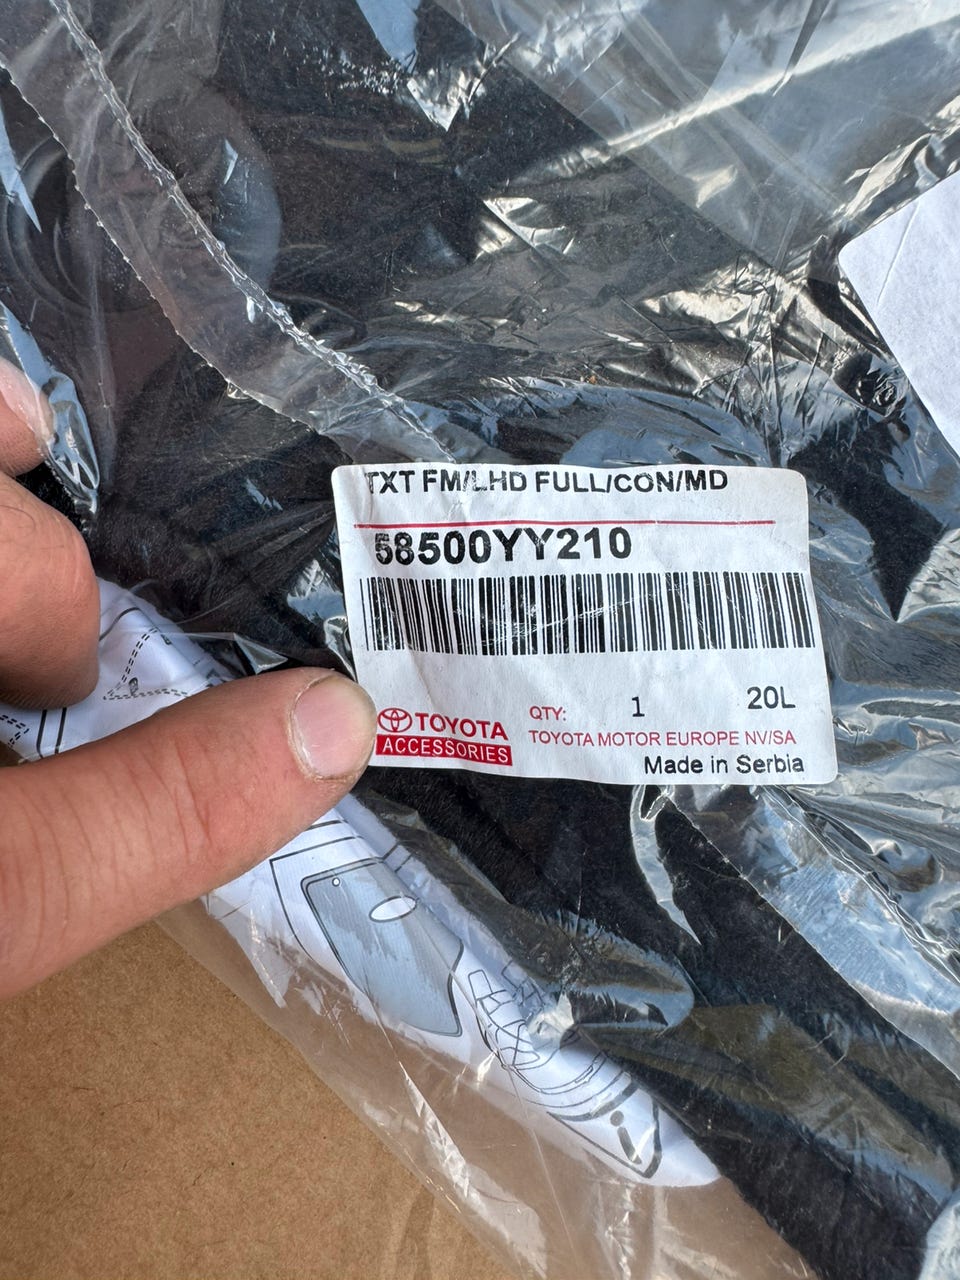 TXT FM/LHD FULL/CON/MD
58500YY210
QTY: 1 20L
TOYOTA
ACCESSORIES
TOYOTA MOTOR EUROPE NV/SA
Made in Serbia
i